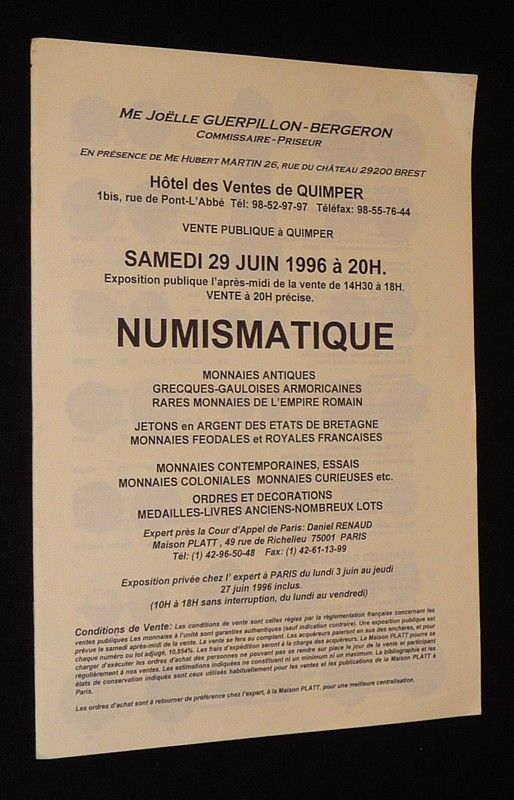 ME JOËLLE GUERPILLON-BERGERON
COMMISSAIRE-PRISEUR
EN PRÉSENCE DE ME HUBERT MARTIN 26, RUE DU CHÂTEAU 29200 BREST
Hôtel des Ventes de QUIMPER
1bis, rue de Pont-L'Abbé Tél: 98-52-97-97 Téléfax: 98-55-76-44
VENTE PUBLIQUE à QUIMPER
SAMEDI 29 JUIN 1996 à 20H.
Exposition publique l'après-midi de la vente de 14H30 à 18H.
VENTE à 20H précise.
NUMISMATIQUE
MONNAIES ANTIQUES
GRECQUES-GAULOISES ARMORICAINES
RARES MONNAIES DE L'EMPIRE ROMAIN
JETONS en ARGENT DES ETATS DE BRETAGNE
MONNAIES FEODALES et ROYALES FRANCAISES
MONNAIES CONTEMPORAINES, ESSAIS
MONNAIES COLONIALES MONNAIES CURIEUSES etc.
ORDRES ET DECORATIONS
MEDAILLES-LIVRES ANCIENS-NOMBREUX LOTS
Expert près la Cour d'Appel de Paris: Daniel RENAUD
Maison PLATT, 49 rue de Richelieu 75001 PARIS
Tél: (1) 42-96-50-48 Fax: (1) 42-61-13-99
Exposition privée chez l' expert à PARIS du lundi 3 juin au jeudi
27 juin 1996 inclus.
(10H à 18H sans interruption, du lundi au vendredi)
Conditions de Vente: Les conditions de vente sont celles régies par la réglementation française concernant les
ventes publiques Les monnaies à l'unité sont garanties authentiques (sauf indication contraire). Une exposition publique est
prévue le samedi après-midi de la vente. La vente se fera au comptant. Les acquéreurs paieront en sus des enchères, et pour
chaque numéro ou lot adjugé, 10,854%. Les frais d'expédition seront à la charge des acquéreurs. La Maison PLATT pourra se
charger d'exécuter les ordres d'achat des personnes ne pouvant pas se rendre sur place le jour de la vente et participant
régulièrement à nos ventes. Les estimations indiquées ne constituent ni un minimum ni un maximum. La bibliographie et les
états de conservation indiqués sont ceux utilisés habituellement pour les ventes et les publications de la Maison PLATT à
Paris.
Les ordres d'achat sont à retourner de préférence chez l'expert, à la Maison PLATT, pour une meilleure centralisation.